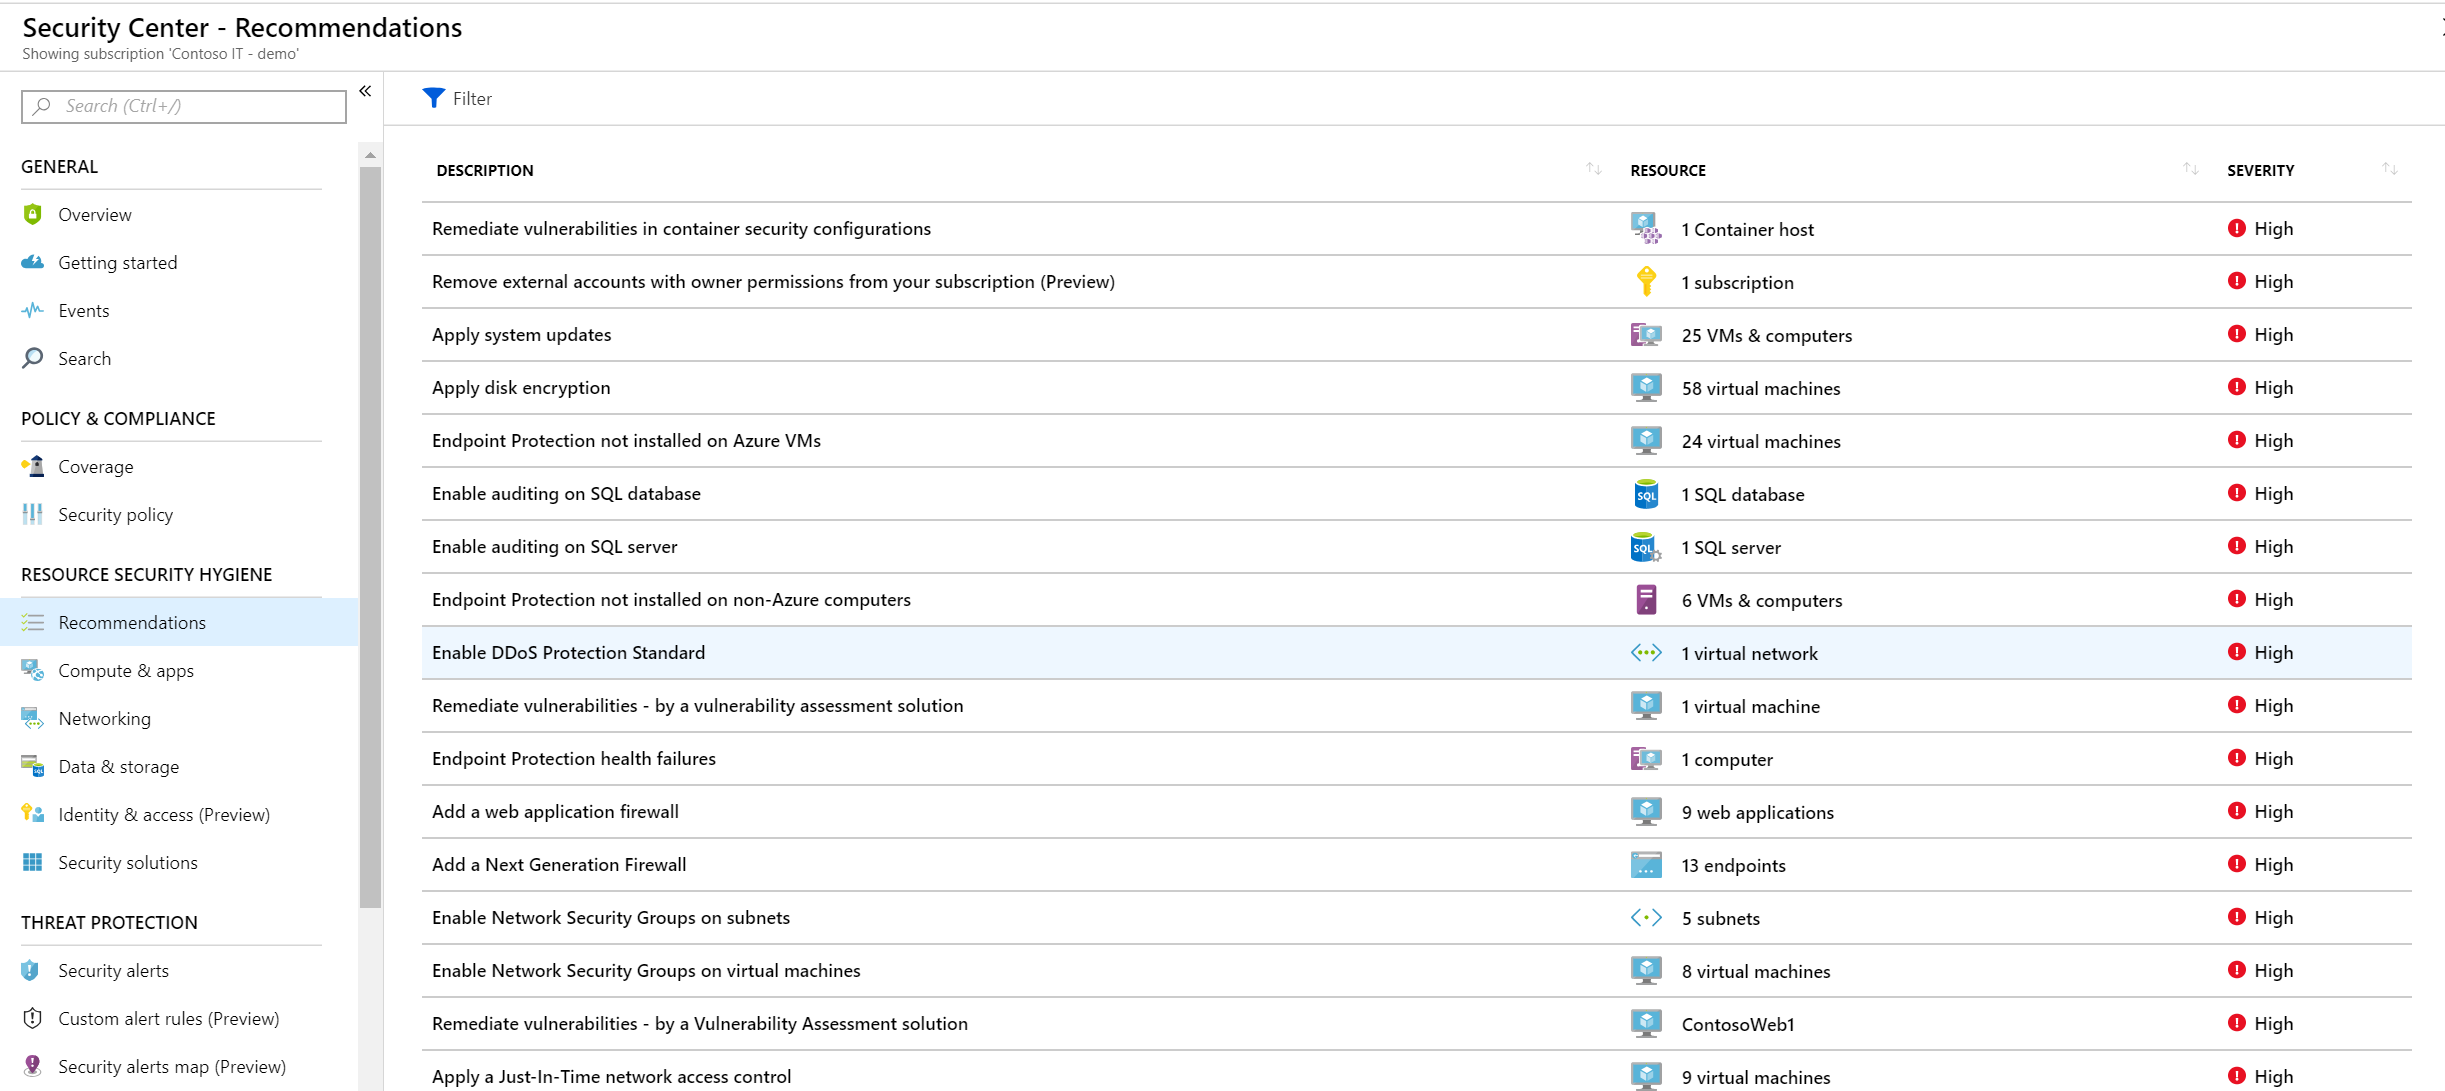 Security Center - Recommendations
Showing subscription 'Contoso IT - demo'
Search (Ctrl+/)
«
GENERAL
Overview
Getting started
Events
Search
POLICY & COMPLIANCE
Coverage
Security policy
RESOURCE SECURITY HYGIENE
Recommendations
Compute & apps
Networking
Data & storage
Identity & access (Preview)
Security solutions
THREAT PROTECTION
Security alerts
Custom alert rules (Preview)
Security alerts map (Preview)
Filter
DESCRIPTION RESOURCE SEVERITY
Remediate vulnerabilities in container security configurations 1 Container host High
Remove external accounts with owner permissions from your subscription (Preview) 1 subscription High
Apply system updates 25 VMs & computers High
Apply disk encryption 58 virtual machines High
Endpoint Protection not installed on Azure VMs 24 virtual machines High
Enable auditing on SQL database 1 SQL database High
Enable auditing on SQL server 1 SQL server High
Endpoint Protection not installed on non-Azure computers 6 VMs & computers High
Enable DDoS Protection Standard 1 virtual network High
Remediate vulnerabilities - by a vulnerability assessment solution 1 virtual machine High
Endpoint Protection health failures 1 computer High
Add a web application firewall 9 web applications High
Add a Next Generation Firewall 13 endpoints High
Enable Network Security Groups on subnets 5 subnets High
Enable Network Security Groups on virtual machines 8 virtual machines High
Remediate vulnerabilities - by a Vulnerability Assessment solution ContosoWeb1 High
Apply a Just-In-Time network access control 9 virtual machines High